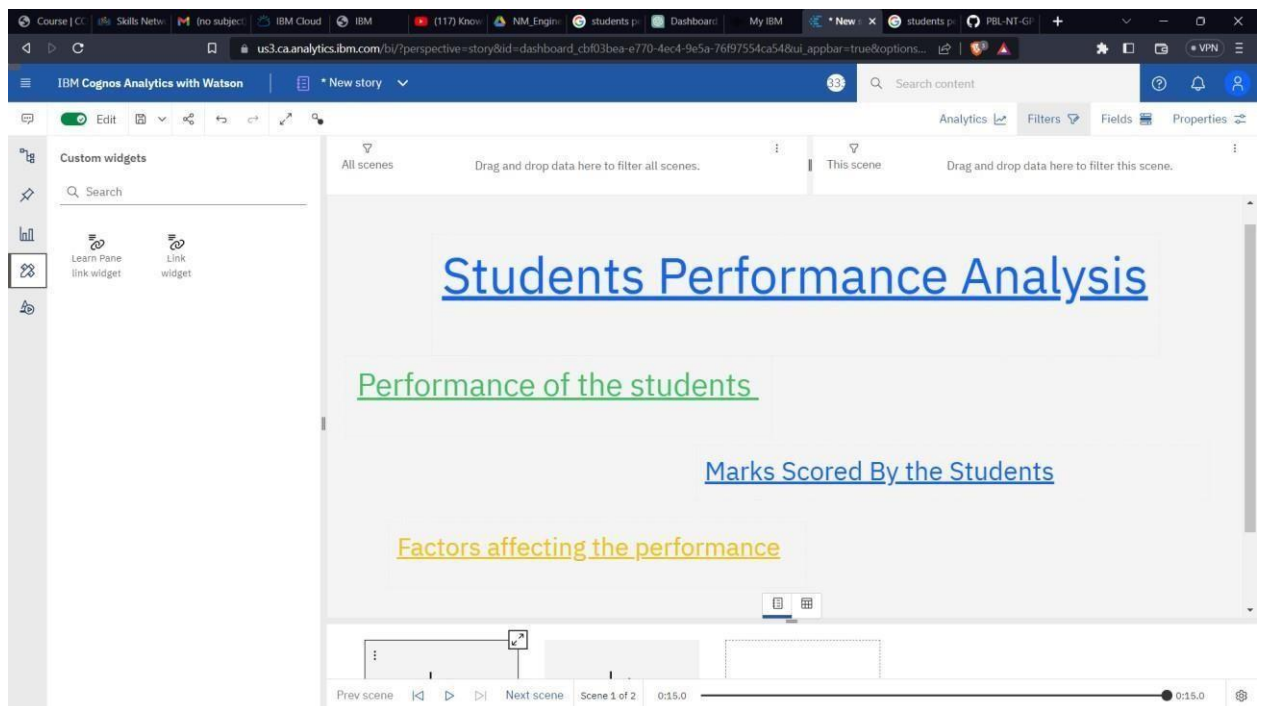 Course | CC
Skills Netwo
(no subject
IBM Cloud
IBM
(117) Know
NM_Engine
students p
Dashboard
My IBM
* New s
students p
PBL-NT-GP
us3.ca.analytics.ibm.com/bi/?perspective=story&id=dashboard_cbf03bea-e770-4ec4-9e5a-76f97554ca54&ui_appbar=true&options...
VPN
IBM Cognos Analytics with Watson
* New story
33
Search content
Edit
Analytics
Filters
Fields
Properties
Custom widgets
Search
Learn Pane
link widget
Link
widget
All scenes
Drag and drop data here to filter all scenes.
This scene
Drag and drop data here to filter this scene.
Students Performance Analysis
Performance of the students
Marks Scored By the Students
Factors affecting the performance
Prev scene
Next scene
Scene 1 of 2
0:15.0
0:15.0